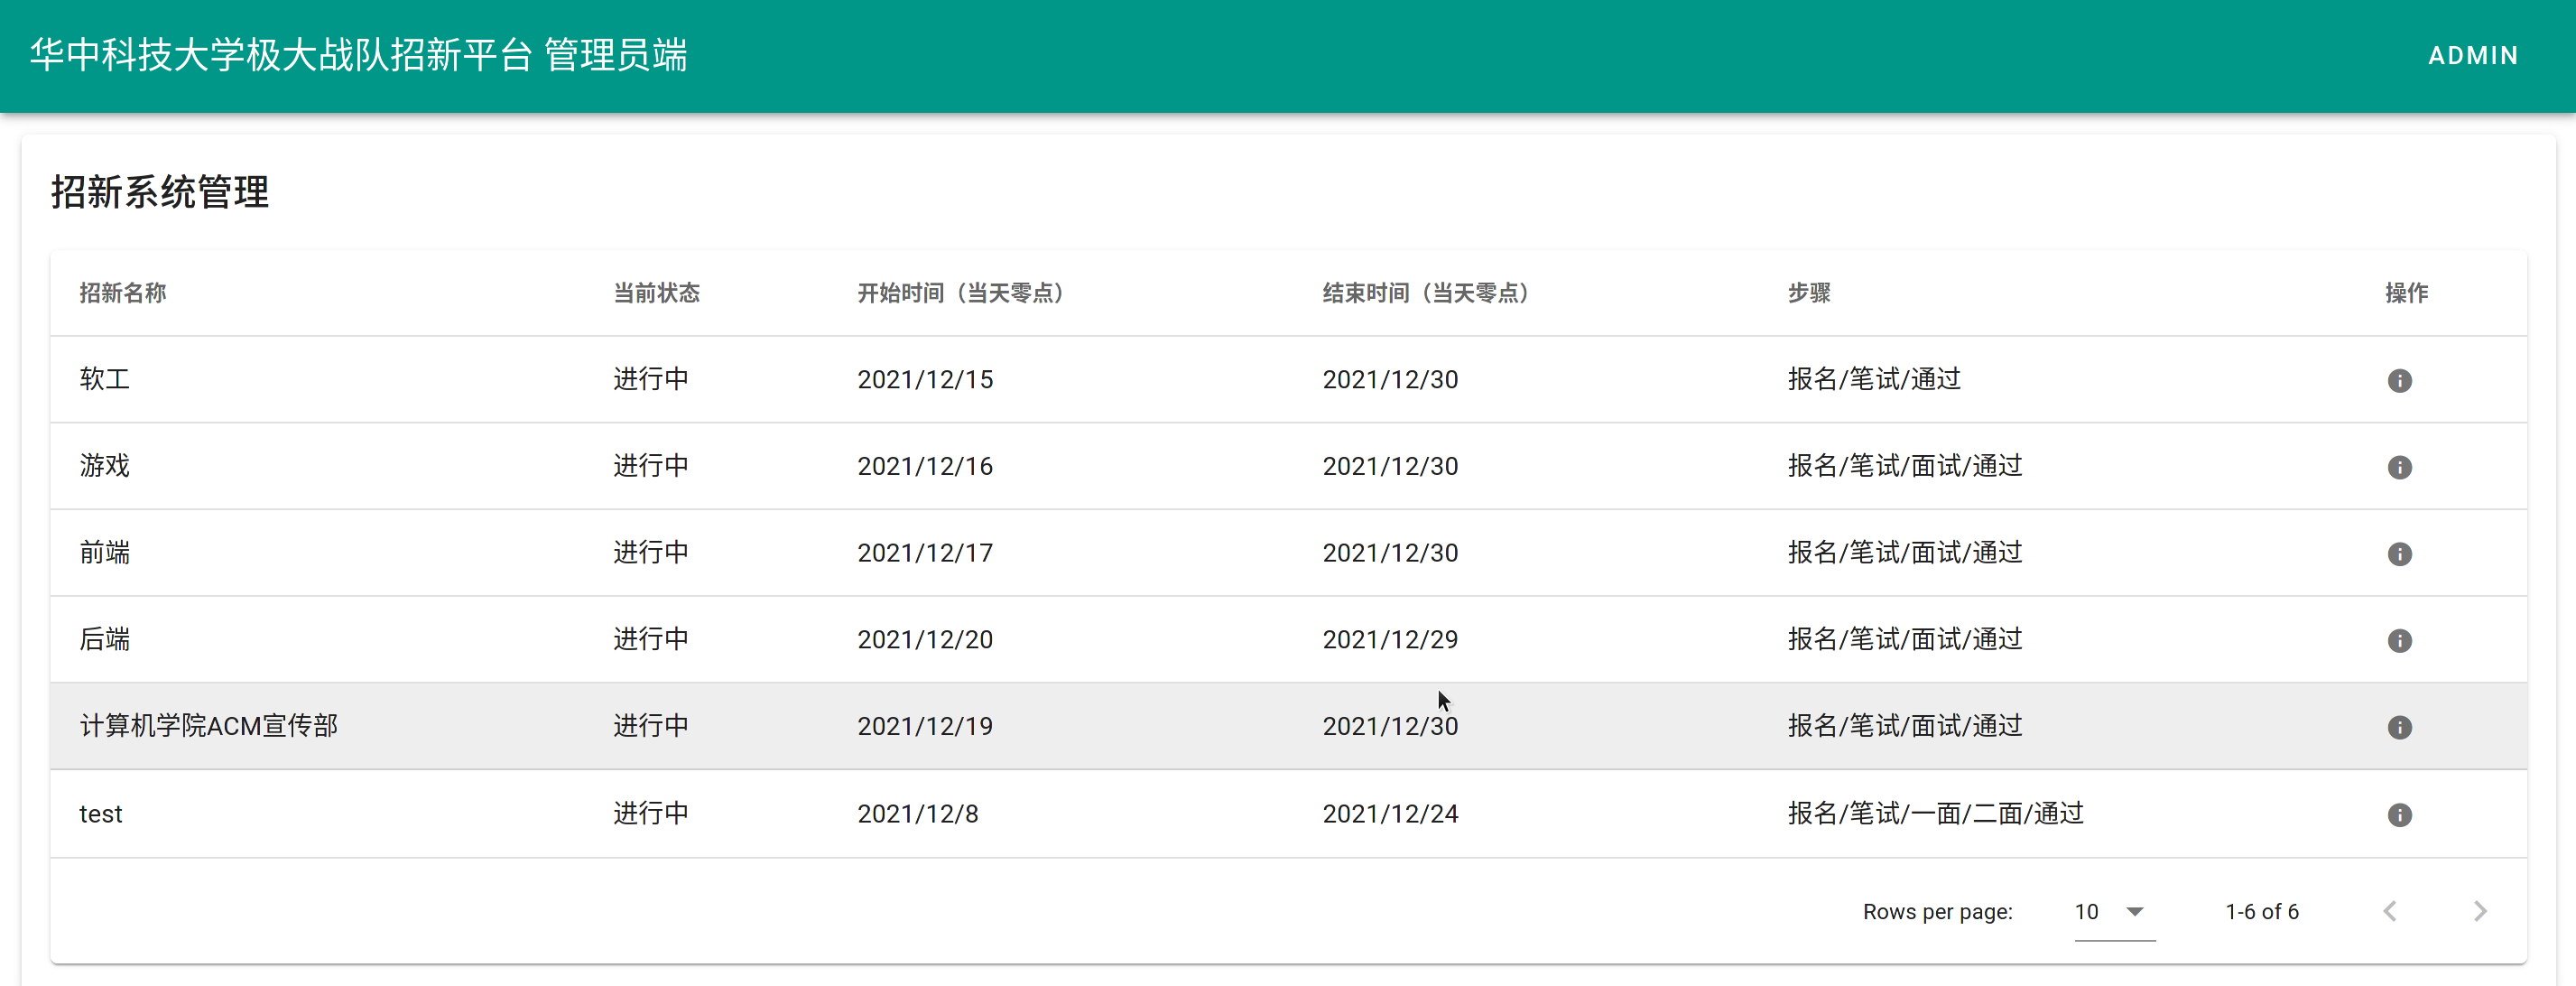 华中科技大学极大战队招新平台 管理员端 ADMIN
招新系统管理
招新名称 当前状态 开始时间（当天零点） 结束时间（当天零点） 步骤 操作
软工 进行中 2021/12/15 2021/12/30 报名/笔试/通过
游戏 进行中 2021/12/16 2021/12/30 报名/笔试/面试/通过
前端 进行中 2021/12/17 2021/12/30 报名/笔试/面试/通过
后端 进行中 2021/12/20 2021/12/29 报名/笔试/面试/通过
计算机学院ACM宣传部 进行中 2021/12/19 2021/12/30 报名/笔试/面试/通过
test 进行中 2021/12/8 2021/12/24 报名/笔试/一面/二面/通过
Rows per page: 10 1-6 of 6